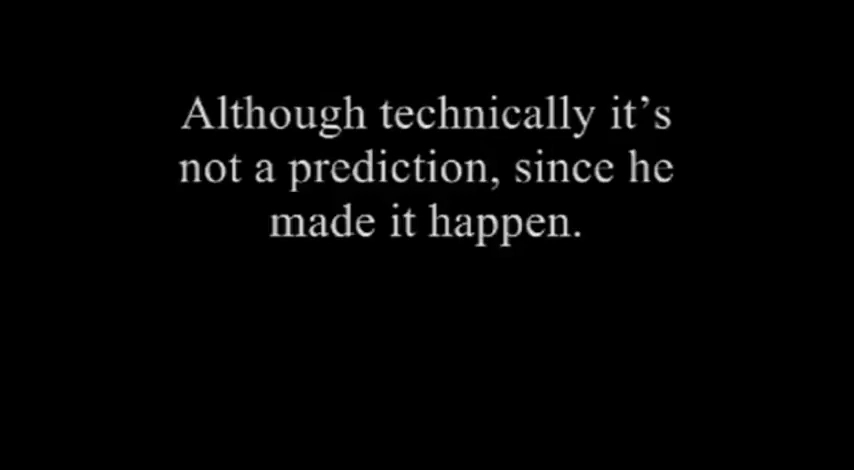 Although technically it’s
not a prediction, since he
made it happen.